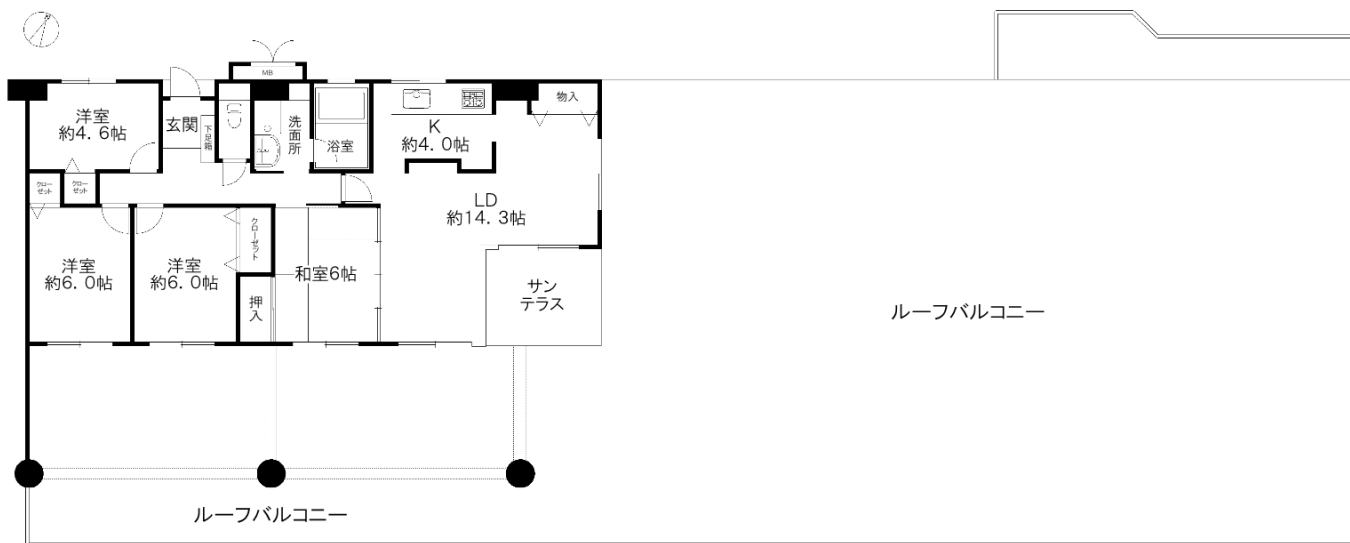 MB
洋室
約4. 6帖
玄関
下足箱
洗面所
浴室
K
約4. 0帖
物入
クローゼット
クローゼット
LD
約14. 3帖
洋室
約6. 0帖
洋室
約6. 0帖
クローゼット
押入
和室6帖
サン
テラス
ルーフバルコニー
ルーフバルコニー